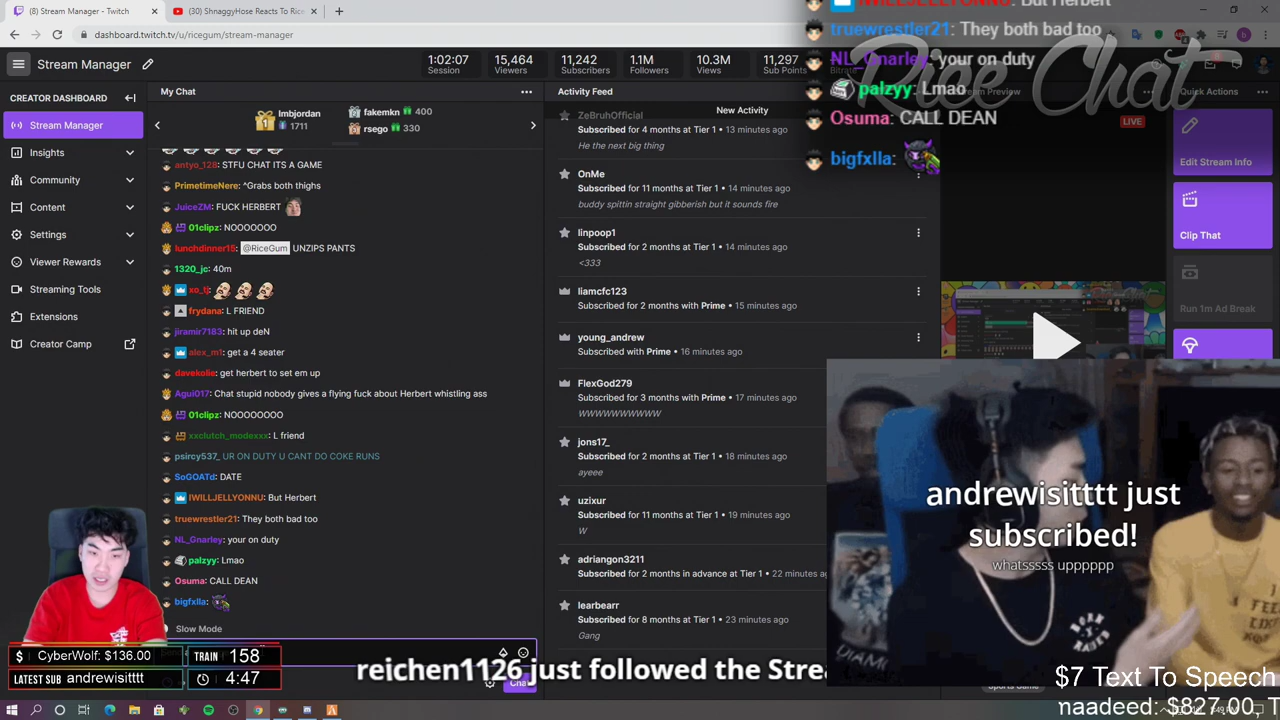 (8) Stream Manager - Twitch
(30) ShnaggyHose Reacts To Rice
Stream Manager
1:02:07
Session
15,464
Viewers
11,242
Subscribers
1.1M
Followers
10.3M
Views
11,297
Sub Points
CREATOR DASHBOARD
Stream Manager
Insights
Community
Content
Settings
Viewer Rewards
Streaming Tools
Extensions
Creator Camp
My Chat
lmbjordan
1711
fakemkn 400
rsego 330
antyo_128: STFU CHAT ITS A GAME
PrimetimeNere: ^Grabs both thighs
JuiceZM: FUCK HERBERT
01clipz: NOOOOOOO
lunchdinner15: @RiceGum UNZIPS PANTS
1320_jc: 40m
xo_tj:
frydana: L FRIEND
jiramir7183: hit up deN
alex_m1: get a 4 seater
davekolie: get herbert to set em up
Agui017: Chat stupid nobody gives a flying fuck about Herbert whistling ass
01clipz: NOOOOOOO
xxclutch_modexxx: L friend
psircy537_ UR ON DUTY U CANT DO COKE RUNS
SoGOATd: DATE
IWILLJELLYONNU: But Herbert
truewrestler21: They both bad too
NL_Gnarley: your on duty
palzyy: Lmao
Osuma: CALL DEAN
bigfxlla:
Slow Mode
Chat
Activity Feed
New Activity
ZeBruhOfficial
Subscribed for 4 months at Tier 1 • 13 minutes ago
He the next big thing
OnMe
Subscribed for 11 months at Tier 1 • 14 minutes ago
buddy spittin straight gibberish but it sounds fire
linpoop1
Subscribed for 2 months at Tier 1 • 14 minutes ago
<333
liamcfc123
Subscribed for 2 months with Prime • 15 minutes ago
young_andrew
Subscribed with Prime • 16 minutes ago
FlexGod279
Subscribed for 3 months with Prime • 17 minutes ago
WWWWWWWWWW
jons17_
Subscribed for 2 months at Tier 1 • 18 minutes ago
ayeee
uzixur
Subscribed for 11 months at Tier 1 • 19 minutes ago
W
adriangon3211
Subscribed for 2 months in advance at Tier 1 • 22 minutes
learbearr
Subscribed for 8 months at Tier 1 • 23 minutes ago
Gang
Rice Chat
IWILLJELLYONNU: But Herbert
truewrestler21: They both bad too
NL_Gnarley: your on duty
palzyy: Lmao
Osuma: CALL DEAN
bigfxlla:
Preview
LIVE
Quick Actions
Edit Stream Info
Clip That
Run 1m Ad Break
andrewisitttt just
subscribed!
whatsssss upppppp
BORN
RAISED
$ CyberWolf: $136.00
TRAIN 158
LATEST SUB andrewisitttt
4:47
reichen1126 just followed the Strea
$7 Text To Speech
naadeed: $827.00, T